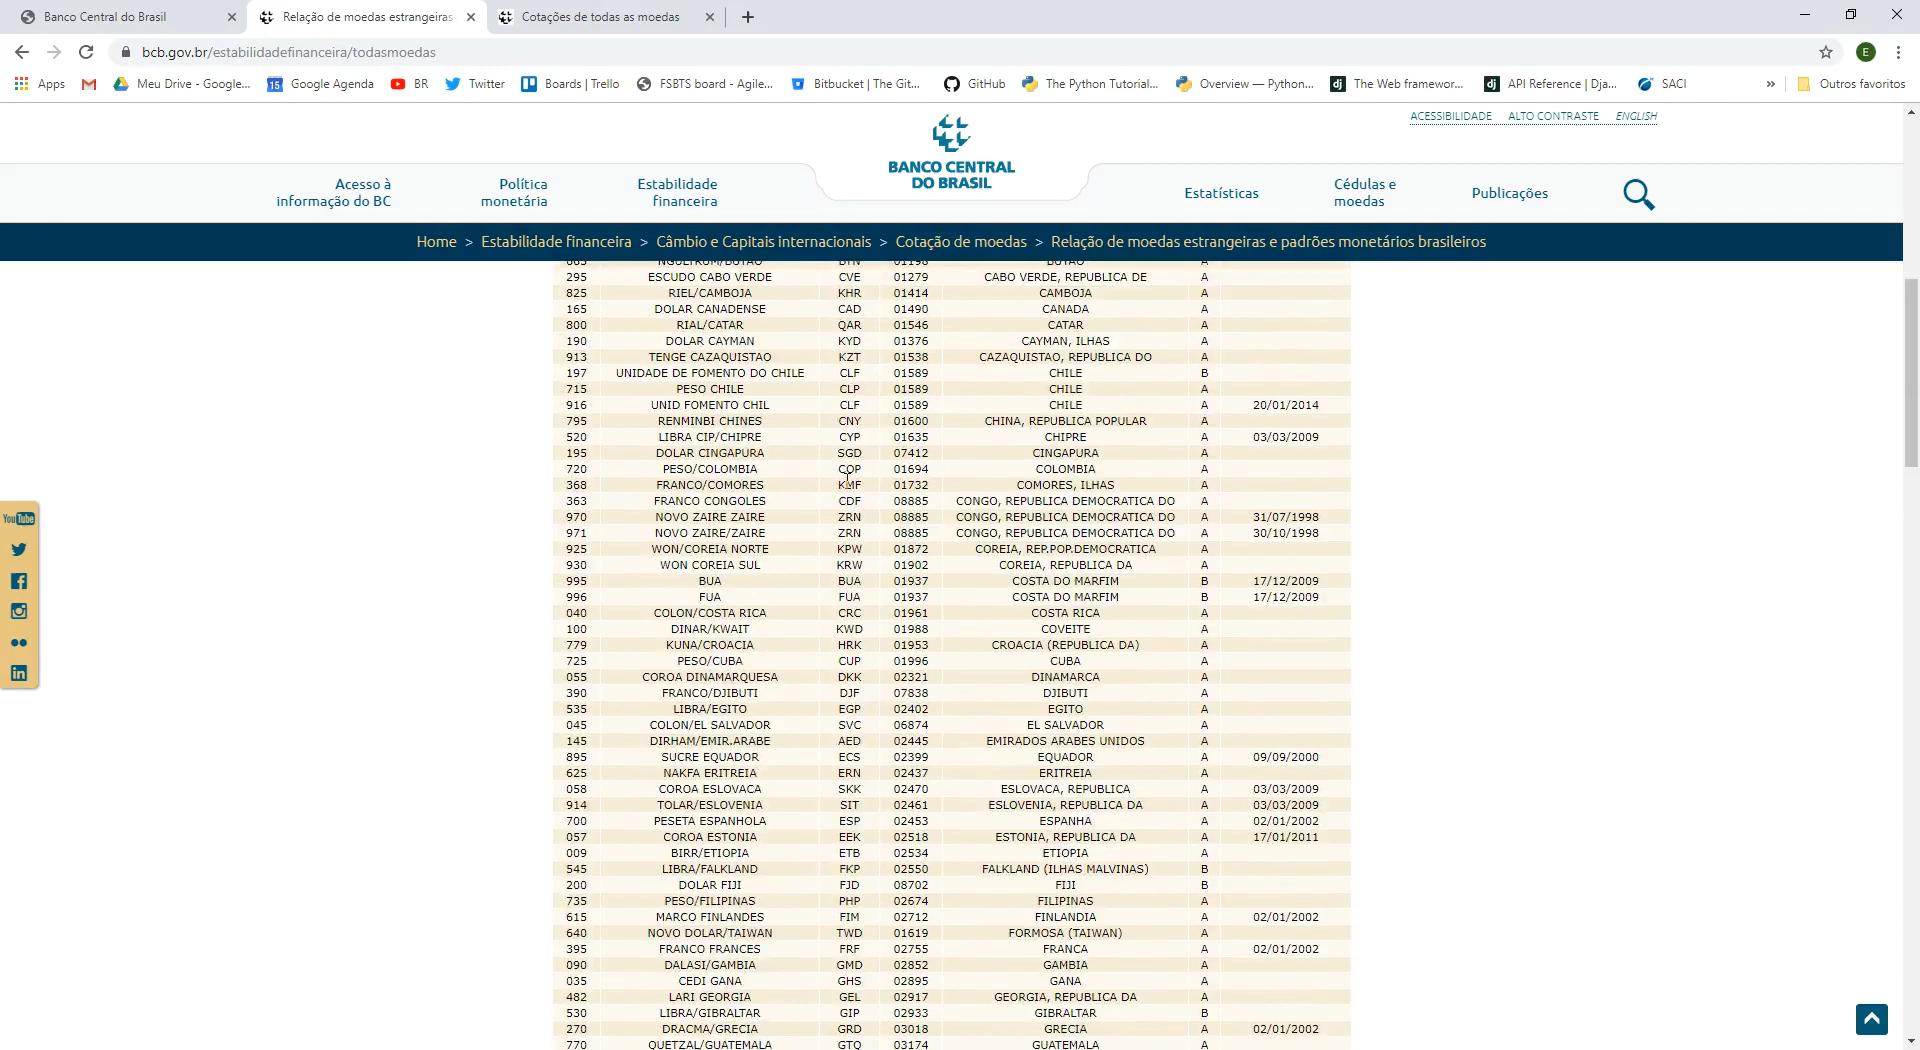 Banco Central do Brasil
Relação de moedas estrangeiras
Cotações de todas as moedas
bcb.gov.br/estabilidadefinanceira/todasmoedas
E
Apps
Meu Drive - Google...
15
Google Agenda
BR
Twitter
Boards | Trello
FSBTS board - Agile...
Bitbucket | The Git...
GitHub
The Python Tutorial...
Overview — Python...
dj
The Web framewor...
dj
API Reference | Dja...
SACI
»
Outros favoritos
ACESSIBILIDADE
ALTO CONTRASTE
ENGLISH
BANCO CENTRAL
DO BRASIL
Acesso à
informação do BC
Política
monetária
Estabilidade
financeira
Estatísticas
Cédulas e
moedas
Publicações
Home > Estabilidade financeira > Câmbio e Capitais internacionais > Cotação de moedas > Relação de moedas estrangeiras e padrões monetários brasileiros
665 NGULTRUM/BUTAO BTN 01198 BUTAO A
295 ESCUDO CABO VERDE CVE 01279 CABO VERDE, REPUBLICA DE A
825 RIEL/CAMBOJA KHR 01414 CAMBOJA A
165 DOLAR CANADENSE CAD 01490 CANADA A
800 RIAL/CATAR QAR 01546 CATAR A
190 DOLAR CAYMAN KYD 01376 CAYMAN, ILHAS A
913 TENGE CAZAQUISTAO KZT 01538 CAZAQUISTAO, REPUBLICA DO A
197 UNIDADE DE FOMENTO DO CHILE CLF 01589 CHILE B
715 PESO CHILE CLP 01589 CHILE A
916 UNID FOMENTO CHIL CLF 01589 CHILE A 20/01/2014
795 RENMINBI CHINES CNY 01600 CHINA, REPUBLICA POPULAR A
520 LIBRA CIP/CHIPRE CYP 01635 CHIPRE A 03/03/2009
195 DOLAR CINGAPURA SGD 07412 CINGAPURA A
720 PESO/COLOMBIA COP 01694 COLOMBIA A
368 FRANCO/COMORES KMF 01732 COMORES, ILHAS A
363 FRANCO CONGOLES CDF 08885 CONGO, REPUBLICA DEMOCRATICA DO A
970 NOVO ZAIRE ZAIRE ZRN 08885 CONGO, REPUBLICA DEMOCRATICA DO A 31/07/1998
971 NOVO ZAIRE/ZAIRE ZRN 08885 CONGO, REPUBLICA DEMOCRATICA DO A 30/10/1998
925 WON/COREIA NORTE KPW 01872 COREIA, REP.POP.DEMOCRATICA A
930 WON COREIA SUL KRW 01902 COREIA, REPUBLICA DA A
995 BUA BUA 01937 COSTA DO MARFIM B 17/12/2009
996 FUA FUA 01937 COSTA DO MARFIM B 17/12/2009
040 COLON/COSTA RICA CRC 01961 COSTA RICA A
100 DINAR/KWAIT KWD 01988 COVEITE A
779 KUNA/CROACIA HRK 01953 CROACIA (REPUBLICA DA) A
725 PESO/CUBA CUP 01996 CUBA A
055 COROA DINAMARQUESA DKK 02321 DINAMARCA A
390 FRANCO/DJIBUTI DJF 07838 DJIBUTI A
535 LIBRA/EGITO EGP 02402 EGITO A
045 COLON/EL SALVADOR SVC 06874 EL SALVADOR A
145 DIRHAM/EMIR.ARABE AED 02445 EMIRADOS ARABES UNIDOS A
895 SUCRE EQUADOR ECS 02399 EQUADOR A 09/09/2000
625 NAKFA ERITREIA ERN 02437 ERITREIA A
058 COROA ESLOVACA SKK 02470 ESLOVACA, REPUBLICA A 03/03/2009
914 TOLAR/ESLOVENIA SIT 02461 ESLOVENIA, REPUBLICA DA A 03/03/2009
700 PESETA ESPANHOLA ESP 02453 ESPANHA A 02/01/2002
057 COROA ESTONIA EEK 02518 ESTONIA, REPUBLICA DA A 17/01/2011
009 BIRR/ETIOPIA ETB 02534 ETIOPIA A
545 LIBRA/FALKLAND FKP 02550 FALKLAND (ILHAS MALVINAS) B
200 DOLAR FIJI FJD 08702 FIJI B
735 PESO/FILIPINAS PHP 02674 FILIPINAS A
615 MARCO FINLANDES FIM 02712 FINLANDIA A 02/01/2002
640 NOVO DOLAR/TAIWAN TWD 01619 FORMOSA (TAIWAN) A
395 FRANCO FRANCES FRF 02755 FRANCA A 02/01/2002
090 DALASI/GAMBIA GMD 02852 GAMBIA A
035 CEDI GANA GHS 02895 GANA A
482 LARI GEORGIA GEL 02917 GEORGIA, REPUBLICA DA A
530 LIBRA/GIBRALTAR GIP 02933 GIBRALTAR B
270 DRACMA/GRECIA GRD 03018 GRECIA A 02/01/2002
770 QUETZAL/GUATEMALA GTQ 03174 GUATEMALA A
YouTube
in